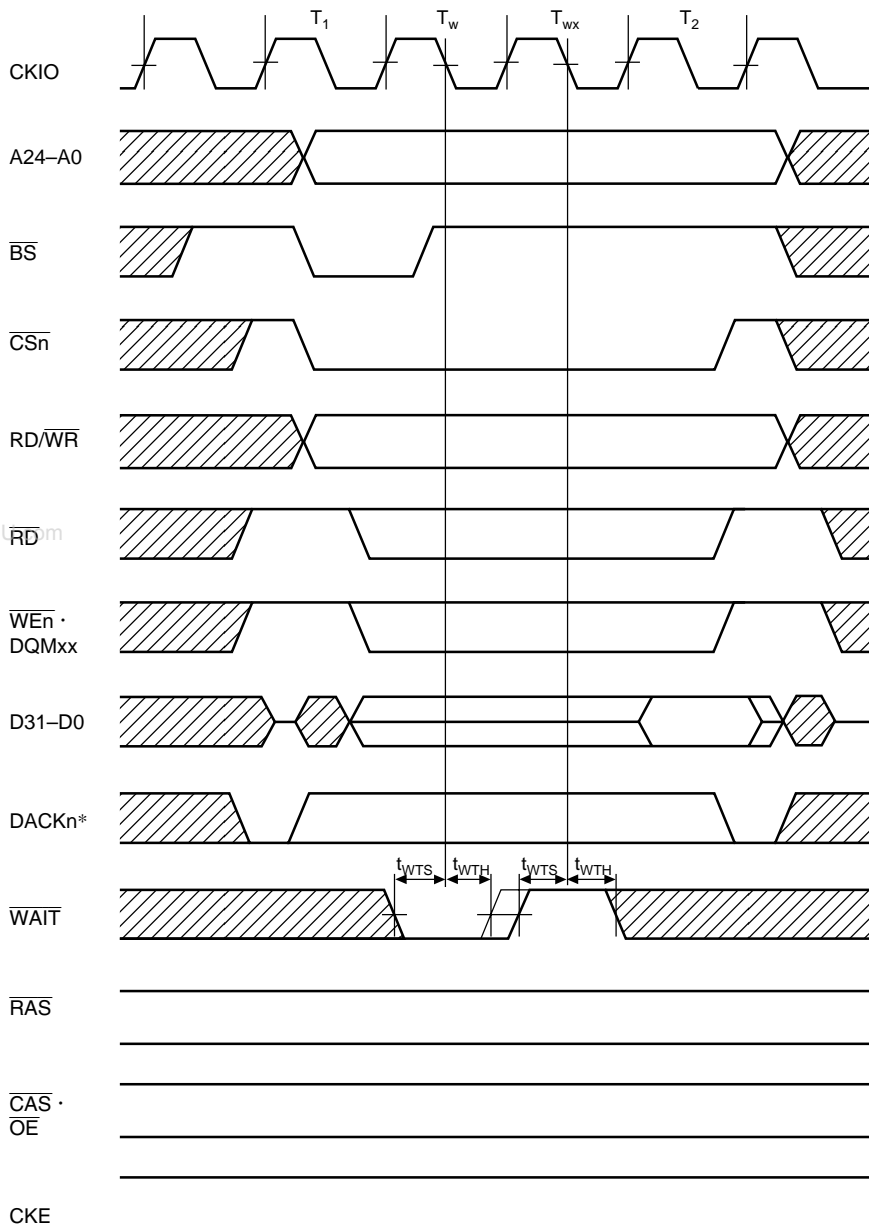 T1 Tw Twx T2
CKIO
A24–A0
BS
CSn
RD/WR
RD
WEn ·
DQMxx
D31–D0
DACKn*
tWTS tWTH tWTS tWTH
WAIT
RAS
CAS ·
OE
CKE